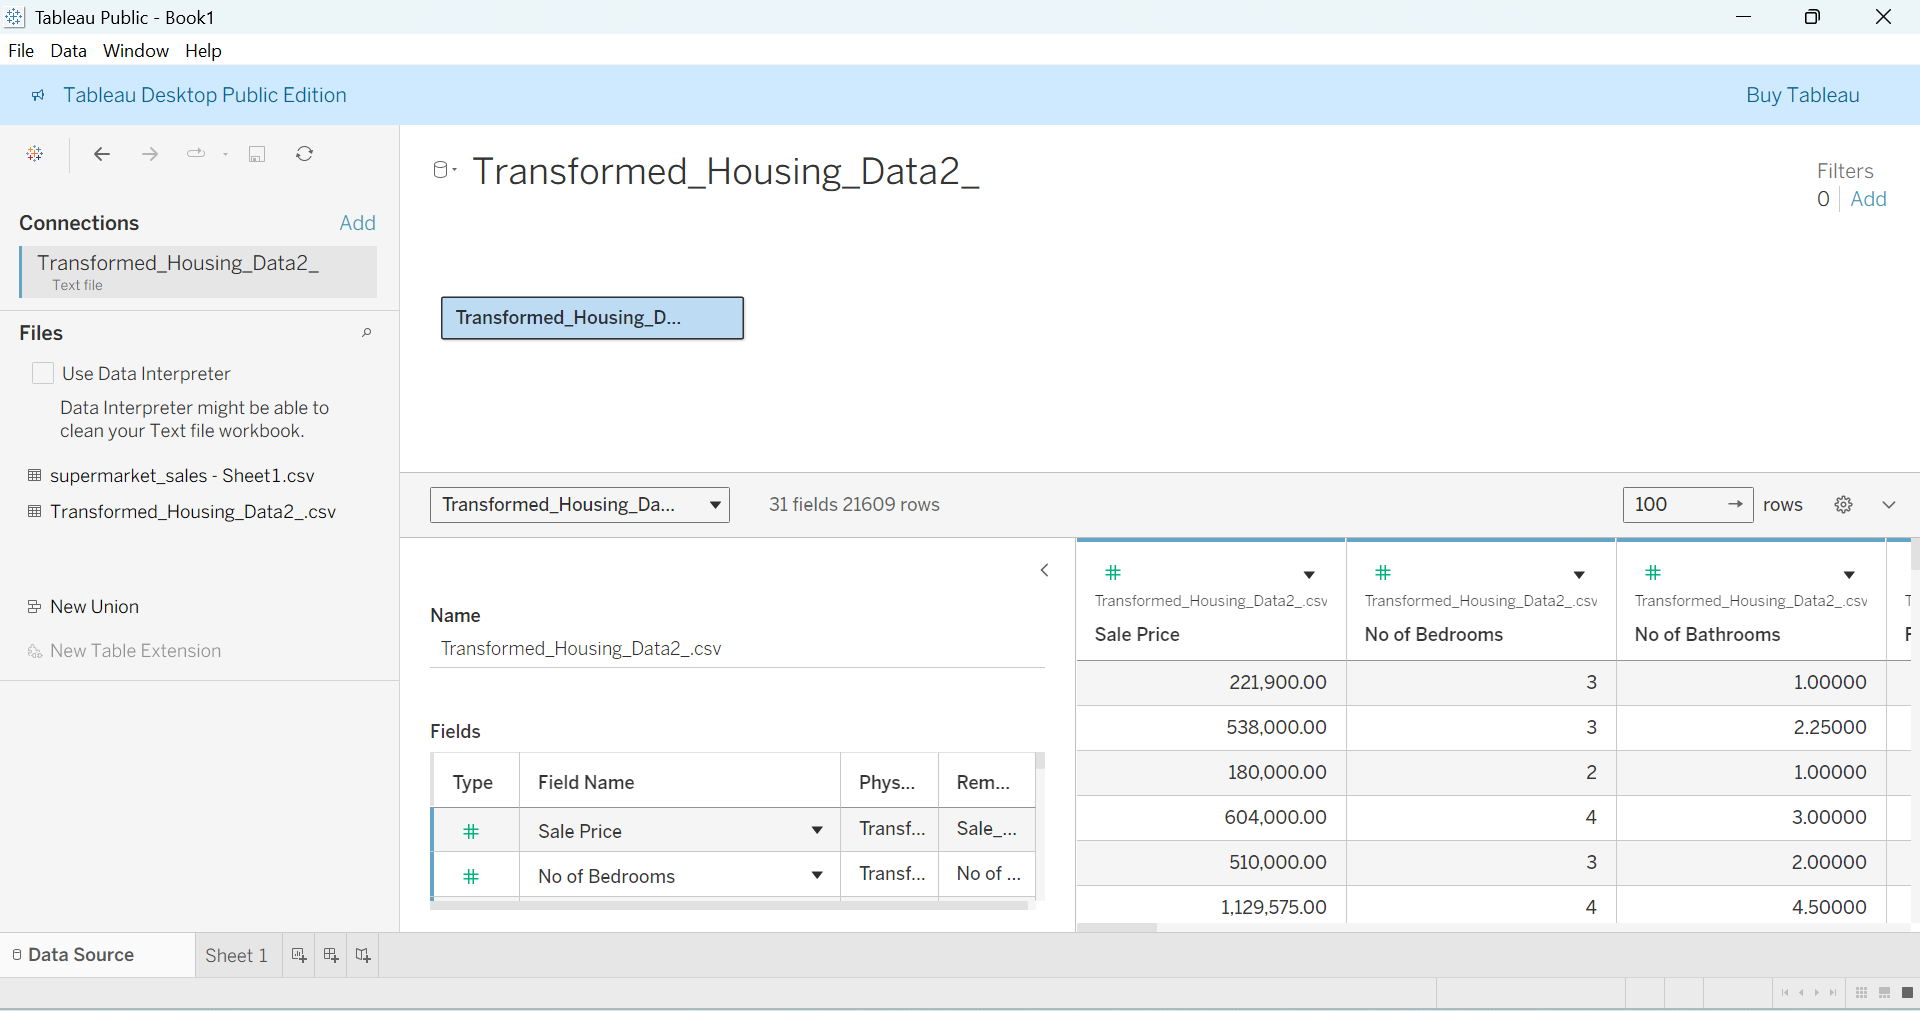 Tableau Public - Book1
File Data Window Help
Tableau Desktop Public Edition
Buy Tableau
Connections
Add
Transformed_Housing_Data2_
Text file
Files
Use Data Interpreter
Data Interpreter might be able to
clean your Text file workbook.
supermarket_sales - Sheet1.csv
Transformed_Housing_Data2_.csv
New Union
New Table Extension
Transformed_Housing_Data2_
Filters
0 Add
Transformed_Housing_D...
Transformed_Housing_Da...
31 fields 21609 rows
100 rows
Name
Transformed_Housing_Data2_.csv
Fields
Type Field Name Phys... Rem...
# Sale Price Transf... Sale_...
# No of Bedrooms Transf... No of ...
# # #
Transformed_Housing_Data2_.csv Transformed_Housing_Data2_.csv Transformed_Housing_Data2_.csv
Sale Price No of Bedrooms No of Bathrooms
221,900.00 3 1.00000
538,000.00 3 2.25000
180,000.00 2 1.00000
604,000.00 4 3.00000
510,000.00 3 2.00000
1,129,575.00 4 4.50000
Data Source Sheet 1